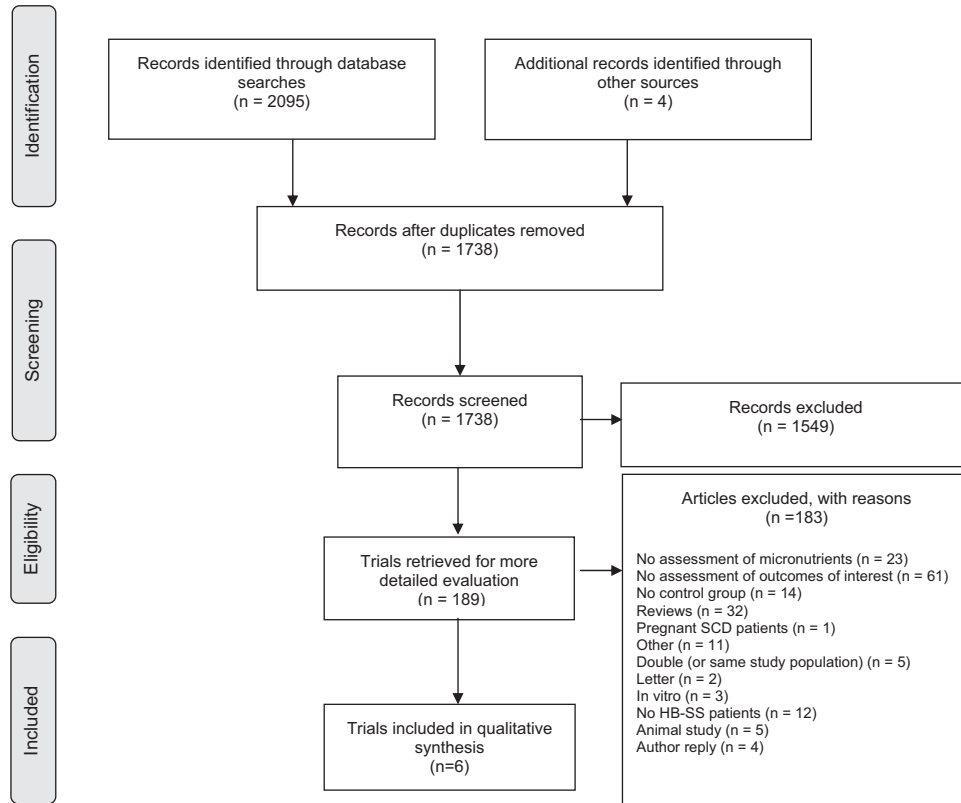 Identification
Records identified through database
searches
(n = 2095)
Additional records identified through
other sources
(n = 4)
Records after duplicates removed
(n = 1738)
Screening
Records screened
(n = 1738)
Records excluded
(n = 1549)
Eligibility
Trials retrieved for more
detailed evaluation
(n = 189)
Articles excluded, with reasons
(n =183)
No assessment of micronutrients (n = 23)
No assessment of outcomes of interest (n = 61)
No control group (n = 14)
Reviews (n = 32)
Pregnant SCD patients (n = 1)
Other (n = 11)
Double (or same study population) (n = 5)
Letter (n = 2)
In vitro (n = 3)
No HB-SS patients (n = 12)
Animal study (n = 5)
Author reply (n = 4)
Included
Trials included in qualitative
synthesis
(n=6)